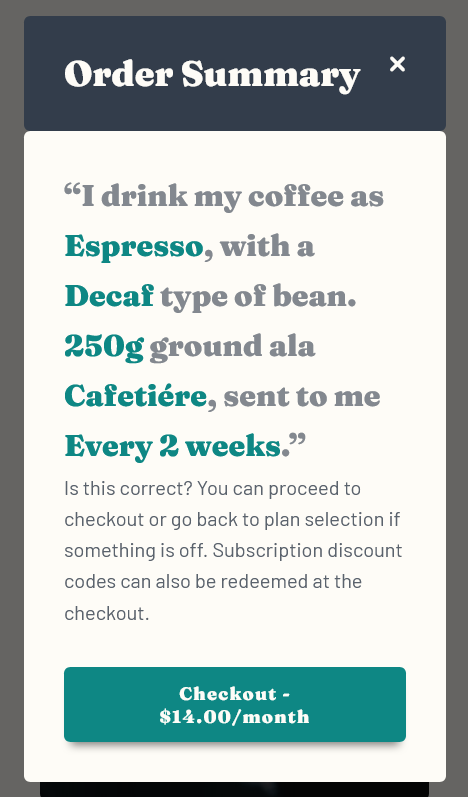 Order Summary
“I drink my coffee as
Espresso, with a
Decaf type of bean.
250g ground ala
Cafetiére, sent to me
Every 2 weeks.”
Is this correct? You can proceed to
checkout or go back to plan selection if
something is off. Subscription discount
codes can also be redeemed at the
checkout.
Checkout -
$14.00/month